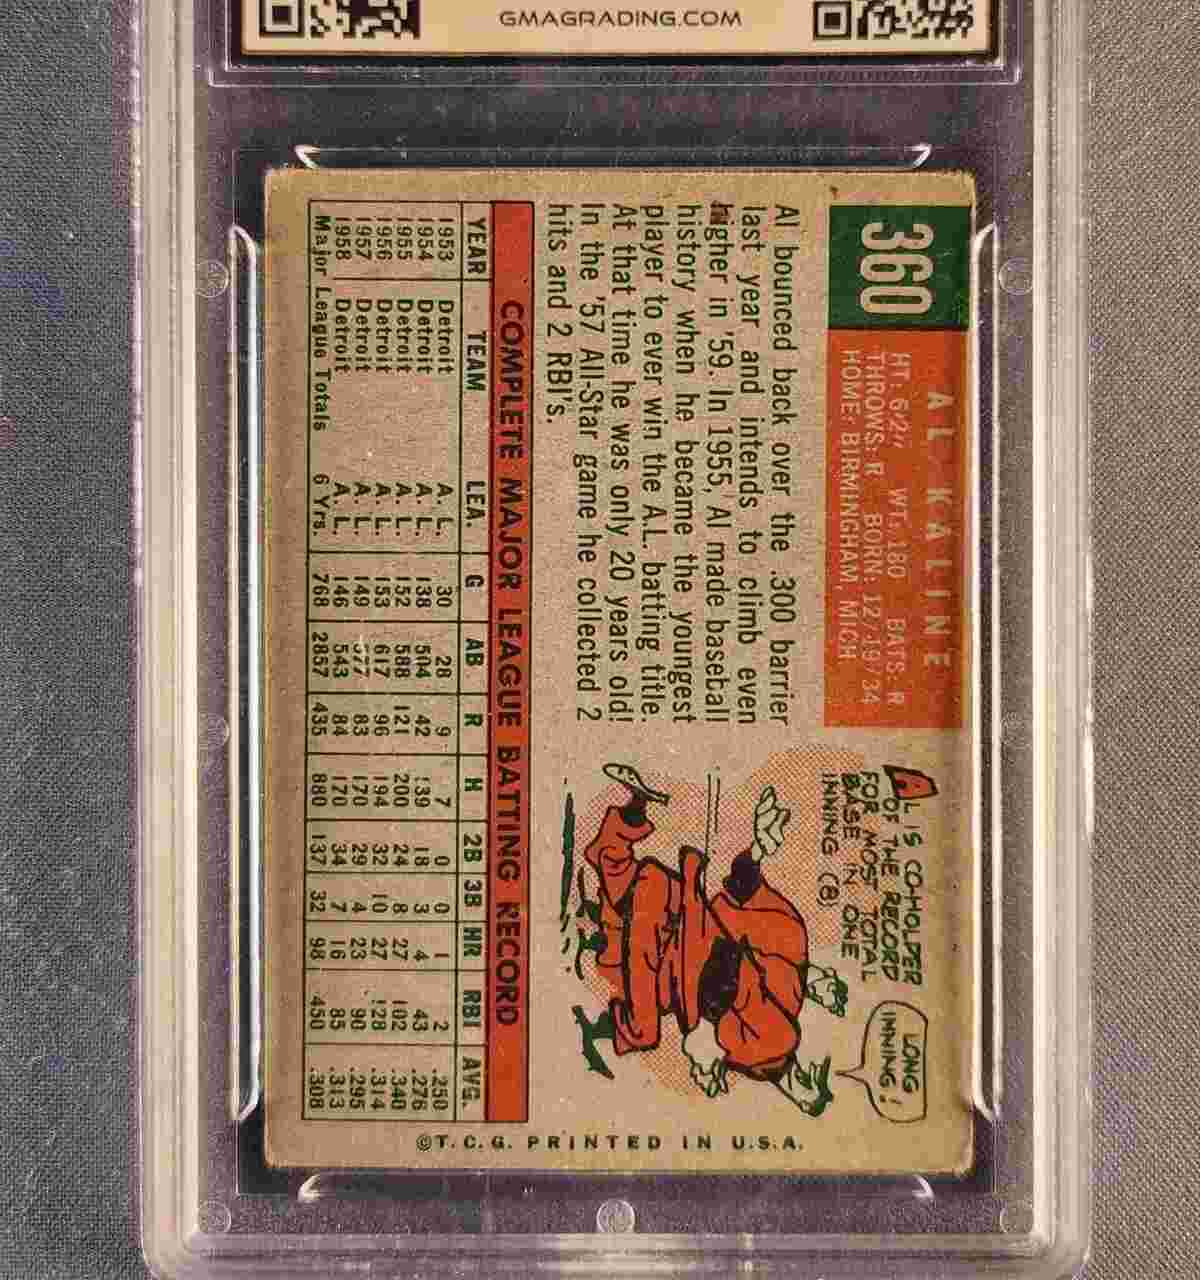 GMAGRADING.COM
360
AL KALINE
HT: 6'2" WT. 180 BATS: R
THROWS: R BORN: 12/19/34
HOME: BIRMINGHAM, MICH.
Al bounced back over the .300 barrier
last year and intends to climb even
higher in '59. In 1955, Al made baseball
history when he became the youngest
player to ever win the A.L. batting title.
At that time he was only 20 years old!
In the '57 All-Star game he collected 2
hits and 2 RBI's.
AL IS CO-HOLDER
OF THE RECORD
FOR MOST TOTAL
BASE IN ONE
INNING (8)
LONG
INNING!
COMPLETE MAJOR LEAGUE BATTING RECORD
YEAR TEAM LEA. G AB R H 2B 3B HR RBI AVG.
1953 Detroit A. L. 30 28 9 7 0 0 1 2 .250
1954 Detroit A. L. 138 504 42 139 18 3 4 43 .276
1955 Detroit A. L. 152 588 121 200 24 8 27 102 .340
1956 Detroit A. L. 153 617 96 194 32 10 27 128 .314
1957 Detroit A. L. 149 577 83 170 29 4 23 90 .295
1958 Detroit A. L. 146 543 84 170 34 7 16 85 .313
Major League Totals 6 Yrs. 768 2857 435 880 137 32 98 450 .308
©T. C. G. PRINTED IN U.S.A.